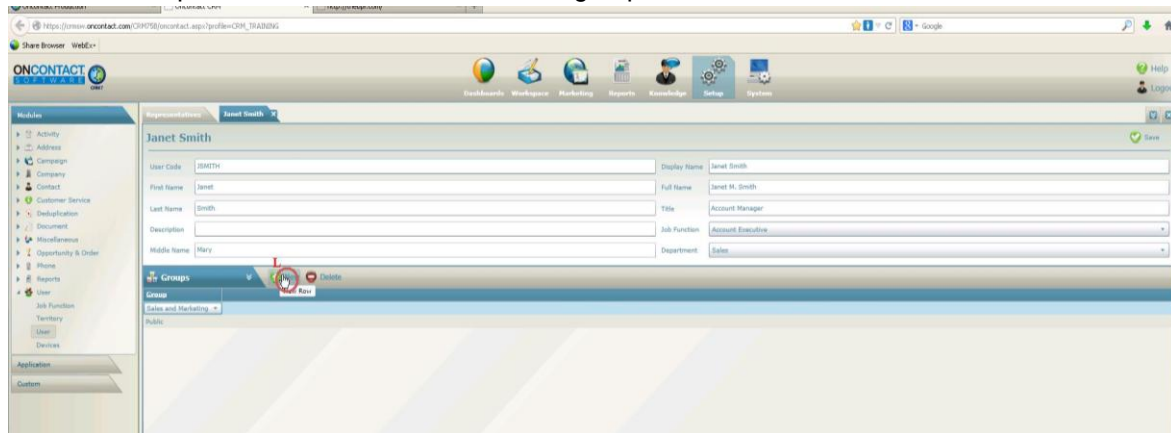 Oncontact CRM
https://crmsw.oncontact.com/CRM758/oncontact.aspx?profile=CRM_TRAINING
Google
Share Browser WebEx
ONCONTACT
SOFTWARE
CRM7
Dashboards Workspace Marketing Reports Knowledge Setup System
Help
Logou
Modules
Activity
Address
Campaign
Company
Contact
Customer Service
Deduplication
Document
Miscellaneous
Opportunity & Order
Phone
Reports
User
Job Function
Territory
User
Devices
Application
Custom
Representatives Janet Smith
Janet Smith
Save
User Code JSMITH Display Name Janet Smith
First Name Janet Full Name Janet M. Smith
Last Name Smith Title Account Manager
Description Job Function Account Executive
Middle Name Mary Department Sales
L
Groups Delete
New Row
Group
Sales and Marketing
Public